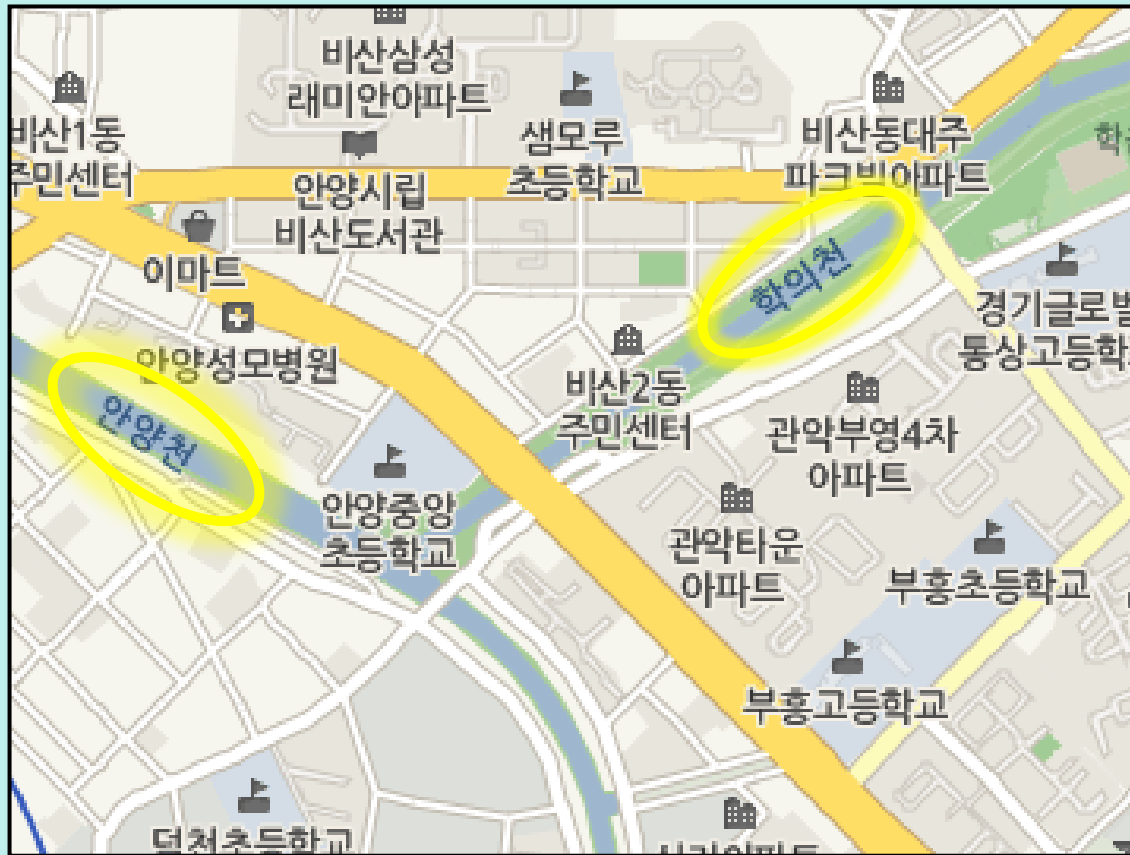 비산삼성
래미안아파트
비산1동
주민센터
샘모루
초등학교
비산동대주
파크빌아파트
안양시립
비산도서관
이마트
학의천
경기글로벌
통상고등학교
안양성모병원
안양천
비산2동
주민센터
관악부영4차
아파트
안양중앙
초등학교
관악타운
아파트
부흥초등학교
부흥고등학교
덕천초등학교